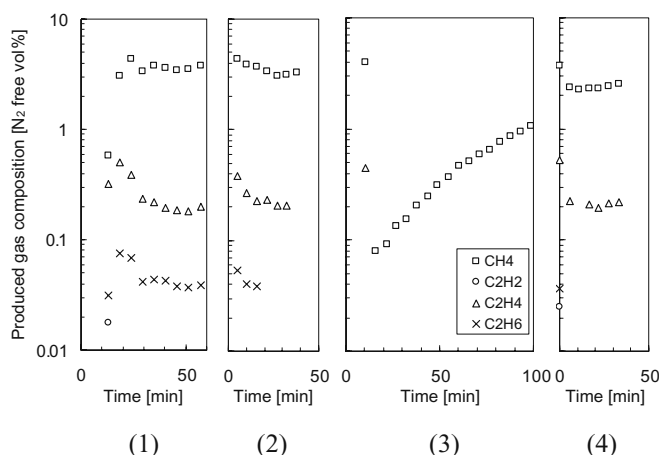 Produced gas composition [N₂ free vol%]
10
1
0.1
0.01
CH4
C2H2
C2H4
C2H6
0 50
0 50
0 50 100
0 50
Time [min] Time [min] Time [min] Time [min]
(1) (2) (3) (4)